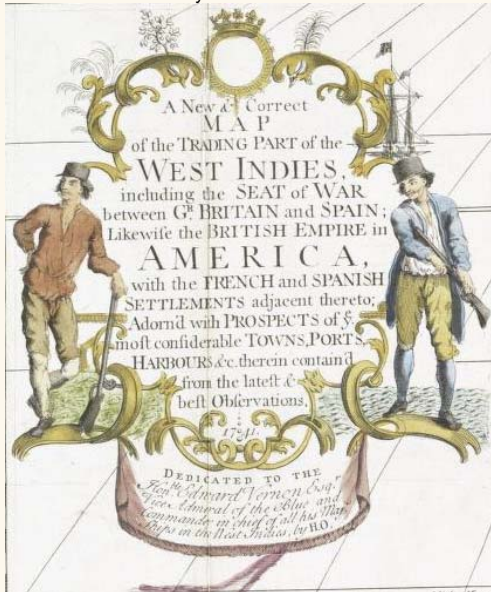 A New & Correct
MAP
of the TRADING PART of the
WEST INDIES,
including the SEAT of WAR
between Gr. BRITAIN and SPAIN;
Likewiſe the BRITISH EMPIRE in
AMERICA,
with the FRENCH and SPANISH
SETTLEMENTS adjacent thereto;
Adorn'd with PROSPECTS of ye.
moſt conſiderable TOWNS, PORTS,
HARBOURS &c. therein contain'd
from the lateſt &
beſt Obſervations,
1741.
DEDICATED TO THE
Honble. Edward Vernon Esqr.
Vice Admiral of the Blue and
Commander in chief of all his Maj:
Ships in the West Indies, by H.O.